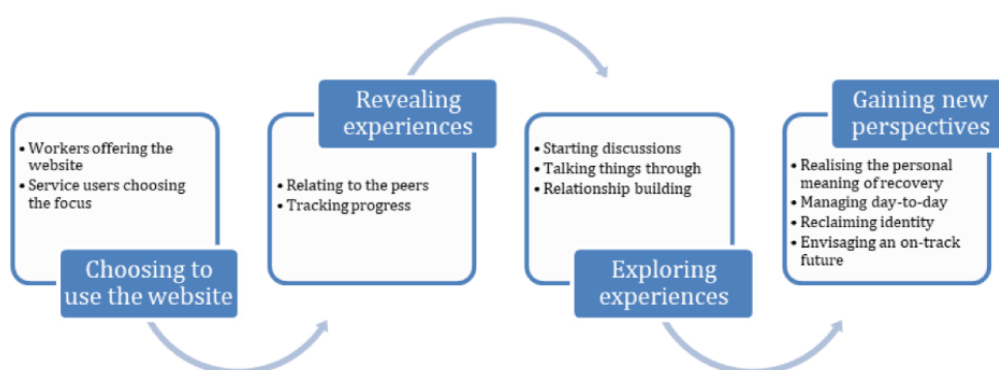 • Workers offering the
website
• Service users choosing
the focus
Choosing to
use the website
Revealing
experiences
• Relating to the peers
• Tracking progress
• Starting discussions
• Talking things through
• Relationship building
Exploring
experiences
Gaining new
perspectives
• Realising the personal
meaning of recovery
• Managing day-to-day
• Reclaiming identity
• Envisaging an on-track
future